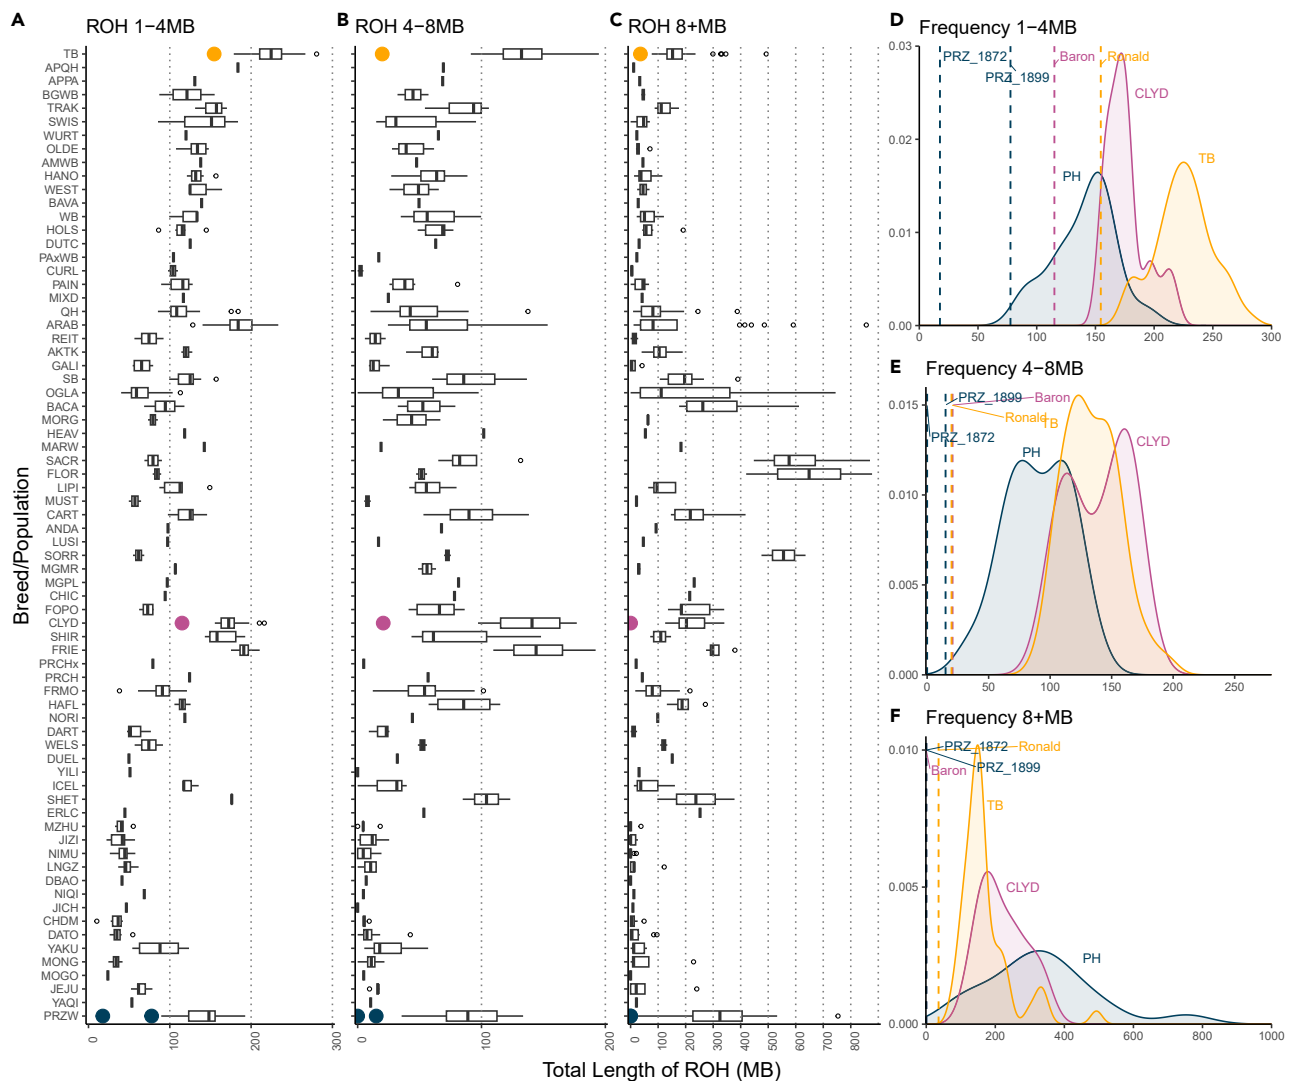 A
ROH 1−4MB
B
ROH 4−8MB
C
ROH 8+MB
D
Frequency 1−4MB
Breed/Population
TB
APQH
APPA
BGWB
TRAK
SWIS
WURT
OLDE
AMWB
HANO
WEST
BAVA
WB
HOLS
DUTC
PAxWB
CURL
PAIN
MIXD
QH
ARAB
REIT
AKTK
GALI
SB
OGLA
BACA
MORG
HEAV
MARW
SACR
FLOR
LIPI
MUST
CART
ANDA
LUSI
SORR
MGMR
MGPL
CHIC
FOPO
CLYD
SHIR
FRIE
PRCHx
PRCH
FRMO
HAFL
NORI
DART
WELS
DUEL
YILI
ICEL
SHET
ERLC
MZHU
JIZI
NIMU
LNGZ
DBAO
NIQI
JICH
CHDM
DATO
YAKU
MONG
MOGO
JEJU
YAQI
PRZW
0
100
200
300
0
100
200
0
100
200
300
400
500
600
700
800
Total Length of ROH (MB)
0.03
0.02
0.01
0.00
PRZ_1872
PRZ_1899
Baron
Ronald
CLYD
TB
PH
0
50
100
150
200
250
300
E
Frequency 4−8MB
0.015
0.010
0.005
0.000
PRZ_1899
Baron
Ronald
TB
PRZ_1872
PH
CLYD
0
50
100
150
200
250
F
Frequency 8+MB
0.010
0.005
0.000
PRZ_1872
Ronald
PRZ_1899
Baron
TB
CLYD
PH
0
200
400
600
800
1000